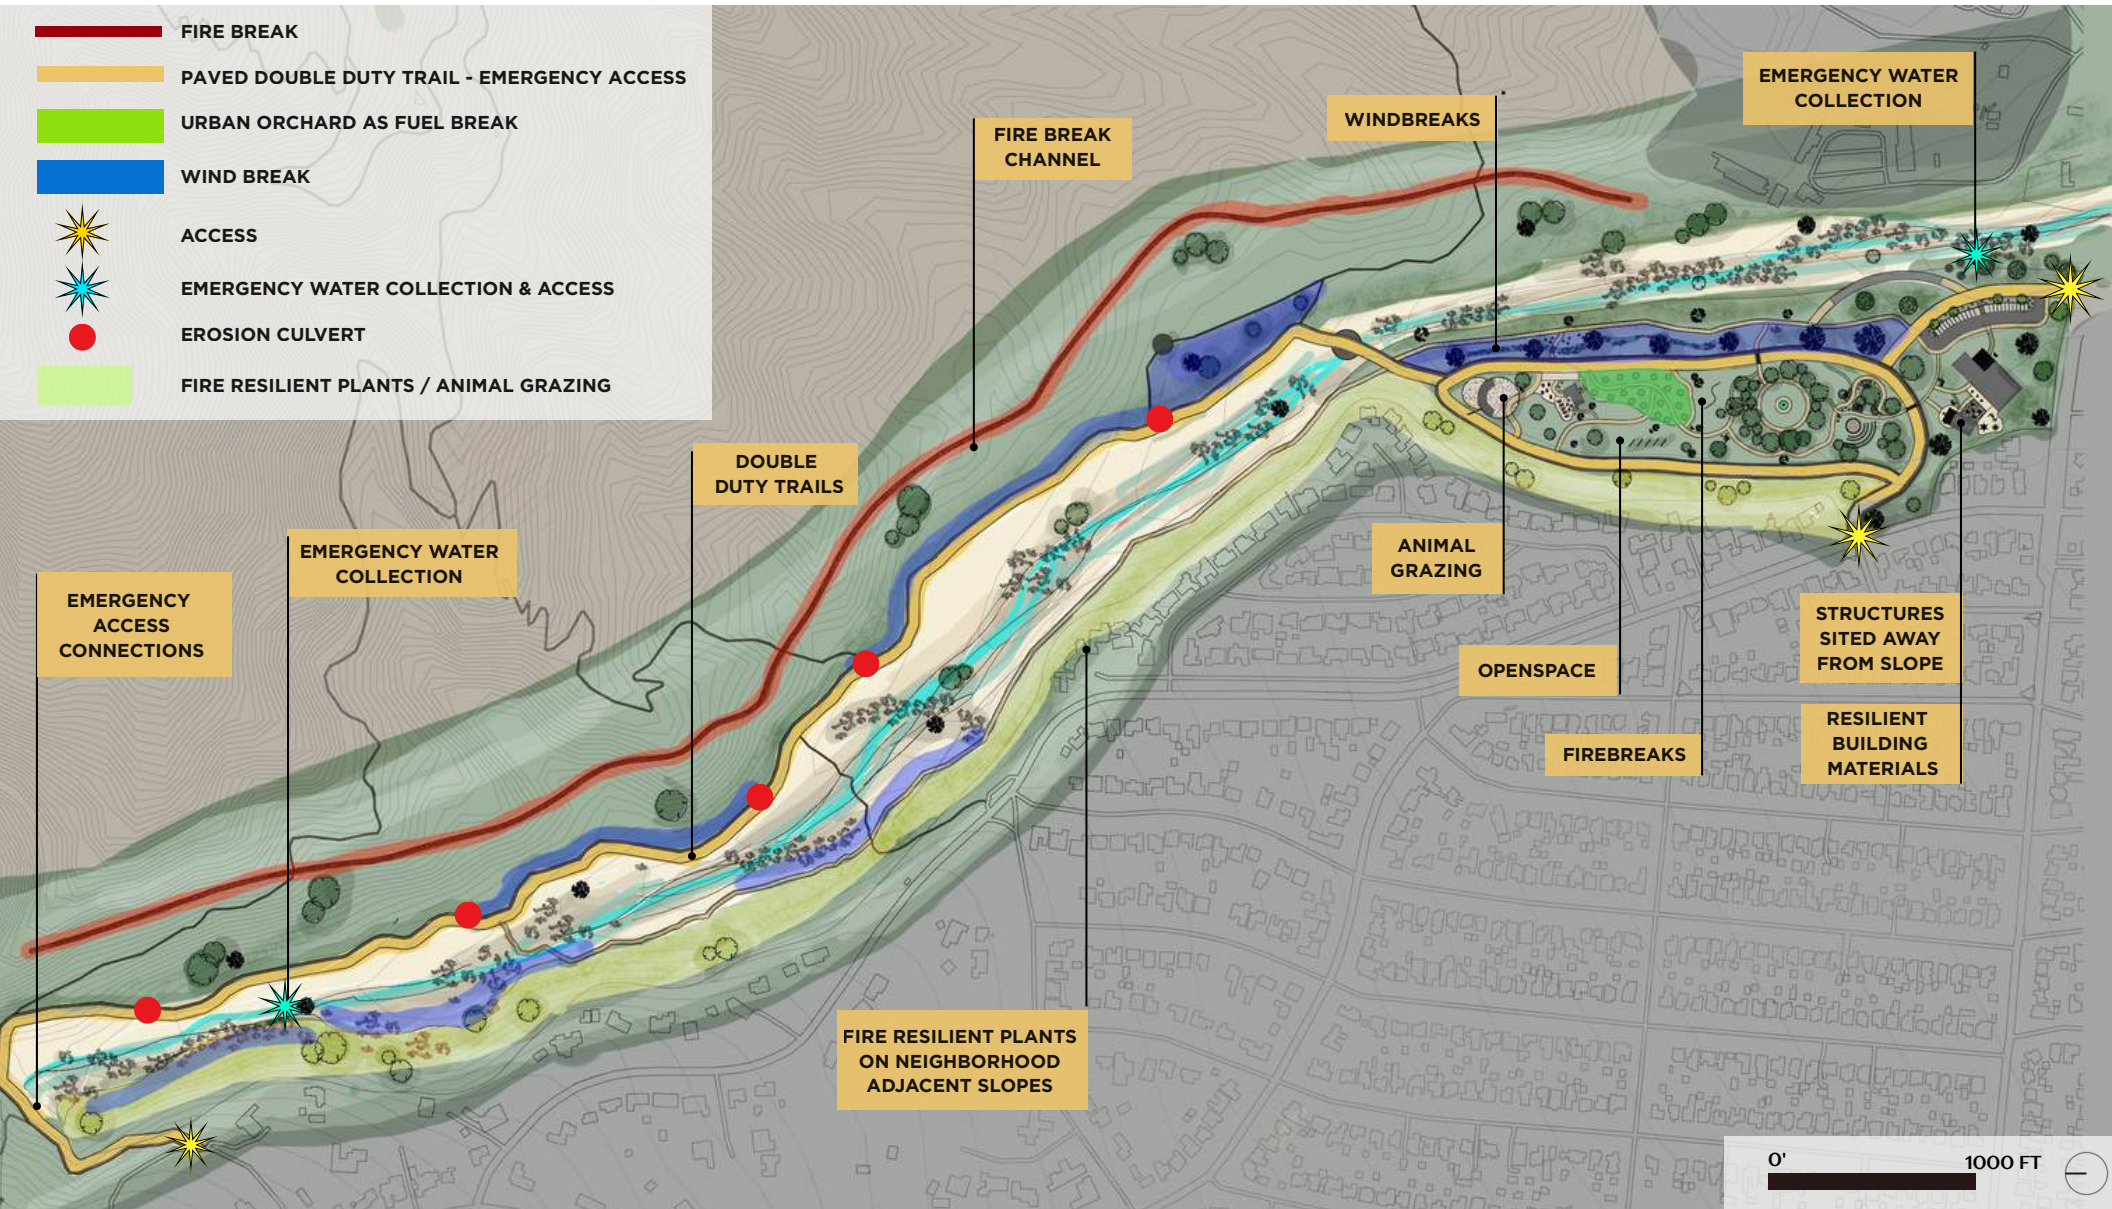 FIRE BREAK
PAVED DOUBLE DUTY TRAIL - EMERGENCY ACCESS
URBAN ORCHARD AS FUEL BREAK
WIND BREAK
ACCESS
EMERGENCY WATER COLLECTION & ACCESS
EROSION CULVERT
FIRE RESILIENT PLANTS / ANIMAL GRAZING
EMERGENCY WATER
COLLECTION
WINDBREAKS
FIRE BREAK
CHANNEL
DOUBLE
DUTY TRAILS
EMERGENCY WATER
COLLECTION
EMERGENCY
ACCESS
CONNECTIONS
ANIMAL
GRAZING
OPENSPACE
FIREBREAKS
STRUCTURES
SITED AWAY
FROM SLOPE
RESILIENT
BUILDING
MATERIALS
FIRE RESILIENT PLANTS
ON NEIGHBORHOOD
ADJACENT SLOPES
0' 1000 FT